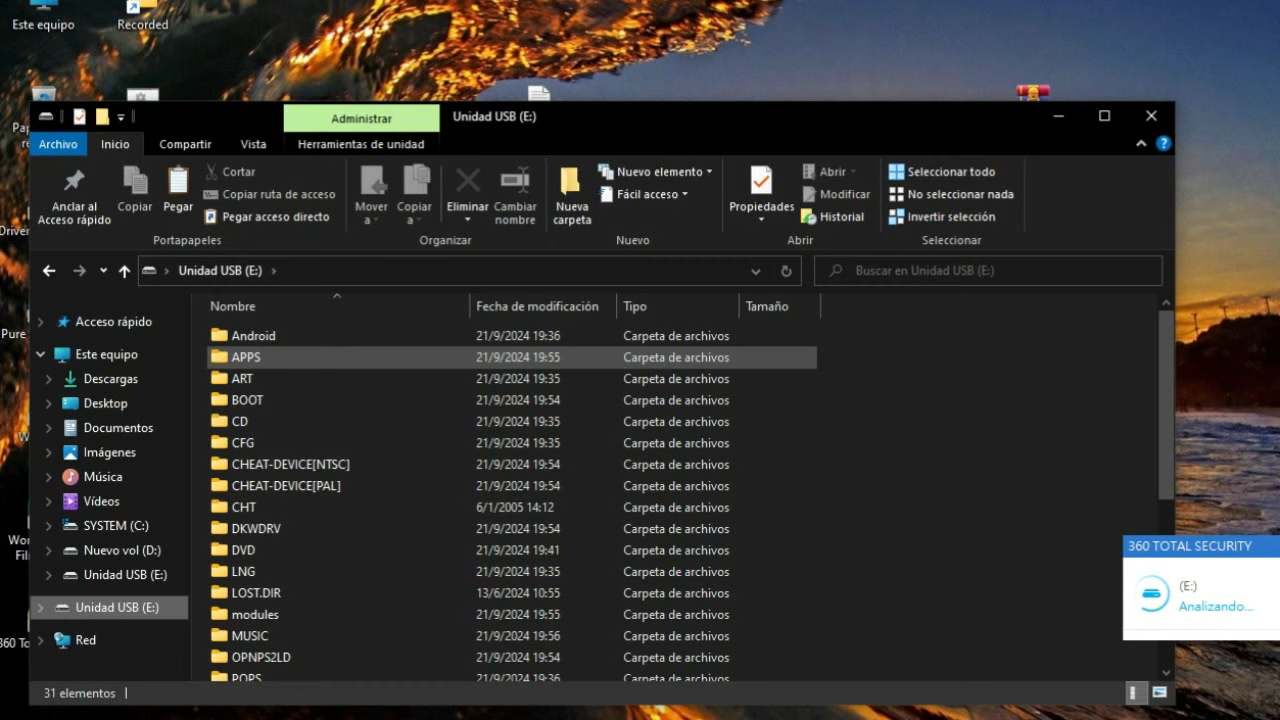 Este equipo
Recorded
Administrar
Unidad USB (E:)
Archivo
Inicio
Compartir
Vista
Herramientas de unidad
Anclar al
Acceso rápido
Copiar
Pegar
Cortar
Copiar ruta de acceso
Pegar acceso directo
Portapapeles
Mover
a
Copiar
a
Eliminar
Cambiar
nombre
Organizar
Nueva
carpeta
Nuevo elemento
Fácil acceso
Nuevo
Propiedades
Abrir
Modificar
Historial
Abrir
Seleccionar todo
No seleccionar nada
Invertir selección
Seleccionar
Unidad USB (E:)
Buscar en Unidad USB (E:)
Acceso rápido
Este equipo
Descargas
Desktop
Documentos
Imágenes
Música
Vídeos
SYSTEM (C:)
Nuevo vol (D:)
Unidad USB (E:)
Unidad USB (E:)
Red
Nombre Fecha de modificación Tipo Tamaño
Android 21/9/2024 19:36 Carpeta de archivos
APPS 21/9/2024 19:55 Carpeta de archivos
ART 21/9/2024 19:35 Carpeta de archivos
BOOT 21/9/2024 19:54 Carpeta de archivos
CD 21/9/2024 19:35 Carpeta de archivos
CFG 21/9/2024 19:35 Carpeta de archivos
CHEAT-DEVICE[NTSC] 21/9/2024 19:54 Carpeta de archivos
CHEAT-DEVICE[PAL] 21/9/2024 19:54 Carpeta de archivos
CHT 6/1/2005 14:12 Carpeta de archivos
DKWDRV 21/9/2024 19:54 Carpeta de archivos
DVD 21/9/2024 19:41 Carpeta de archivos
LNG 21/9/2024 19:35 Carpeta de archivos
LOST.DIR 13/6/2024 10:55 Carpeta de archivos
modules 21/9/2024 19:55 Carpeta de archivos
MUSIC 21/9/2024 19:56 Carpeta de archivos
OPNPS2LD 21/9/2024 19:54 Carpeta de archivos
POPS 21/9/2024 19:36 Carpeta de archivos
31 elementos
360 TOTAL SECURITY
(E:)
Analizando...
Driver
Pure